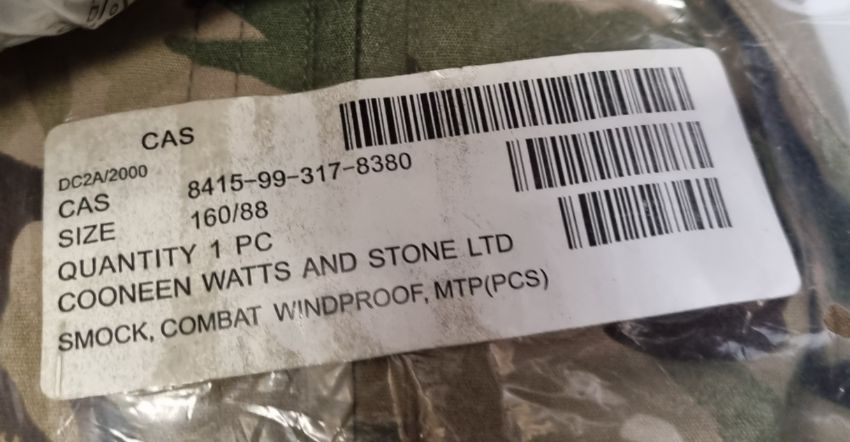 CAS
DC2A/2000
CAS 8415-99-317-8380
SIZE 160/88
QUANTITY 1 PC
COONEEN WATTS AND STONE LTD
SMOCK, COMBAT WINDPROOF, MTP(PCS)